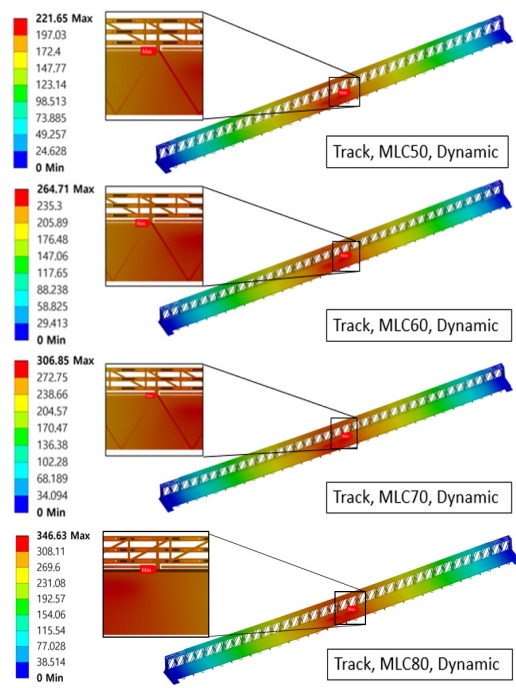 221.65 Max
197.03
172.4
147.77
123.14
98.513
73.885
49.257
24.628
0 Min
Max
Max
Track, MLC50, Dynamic
264.71 Max
235.3
205.89
176.48
147.06
117.65
88.238
58.825
29.413
0 Min
Max
Max
Track, MLC60, Dynamic
306.85 Max
272.75
238.66
204.57
170.47
136.38
102.28
68.189
34.094
0 Min
Max
Max
Track, MLC70, Dynamic
346.63 Max
308.11
269.6
231.08
192.57
154.06
115.54
77.028
38.514
0 Min
Max
Max
Track, MLC80, Dynamic